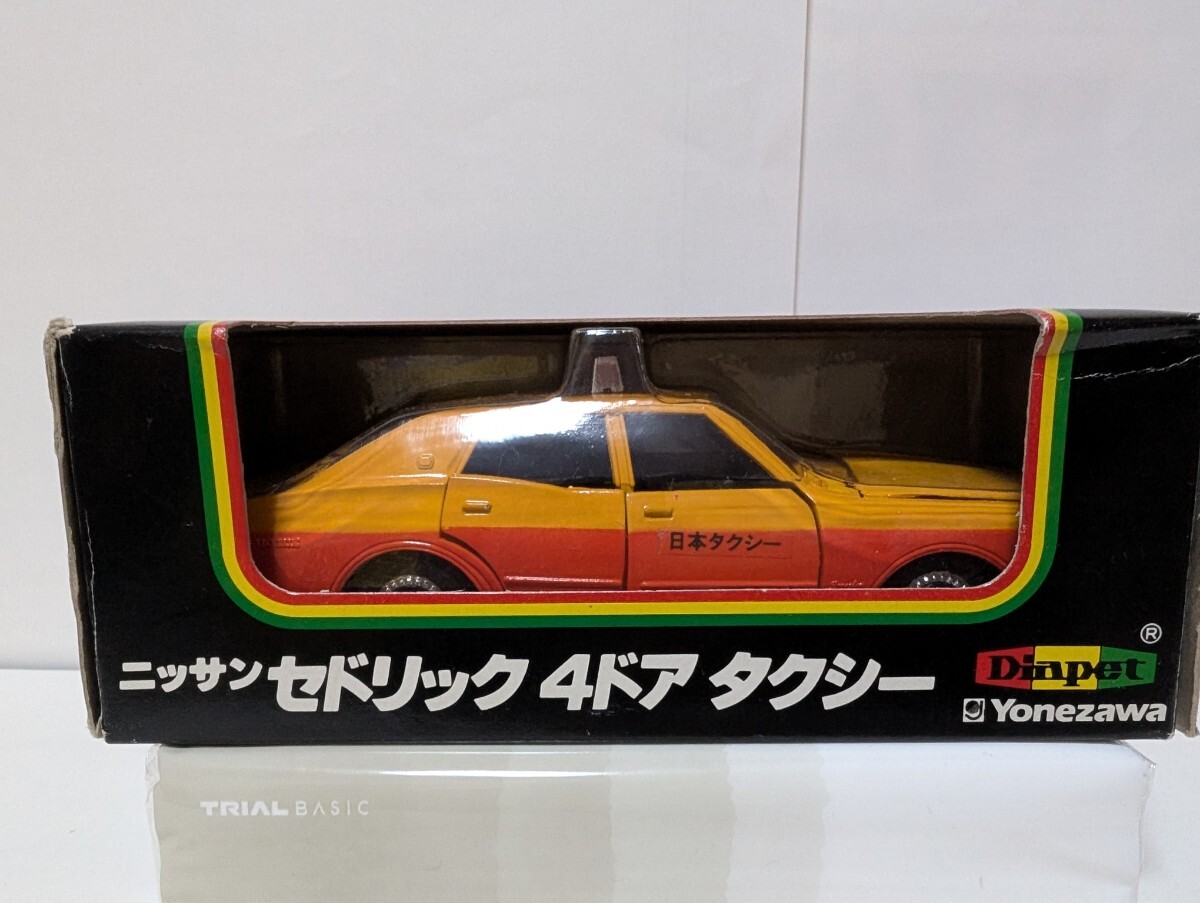 日本タクシー
ニッサン セドリック 4ドア タクシー
Diapet®
Yonezawa
TRIAL BASIC